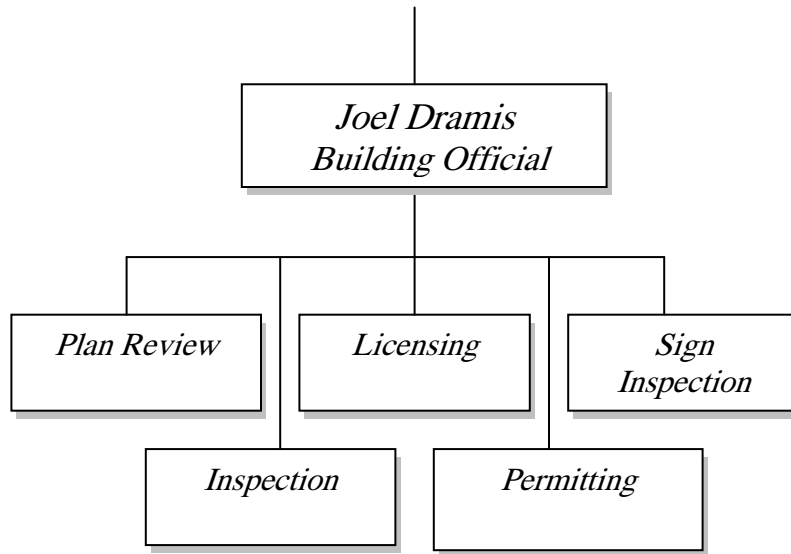 Joel Dramis
Building Official
Plan Review
Licensing
Sign
Inspection
Inspection
Permitting